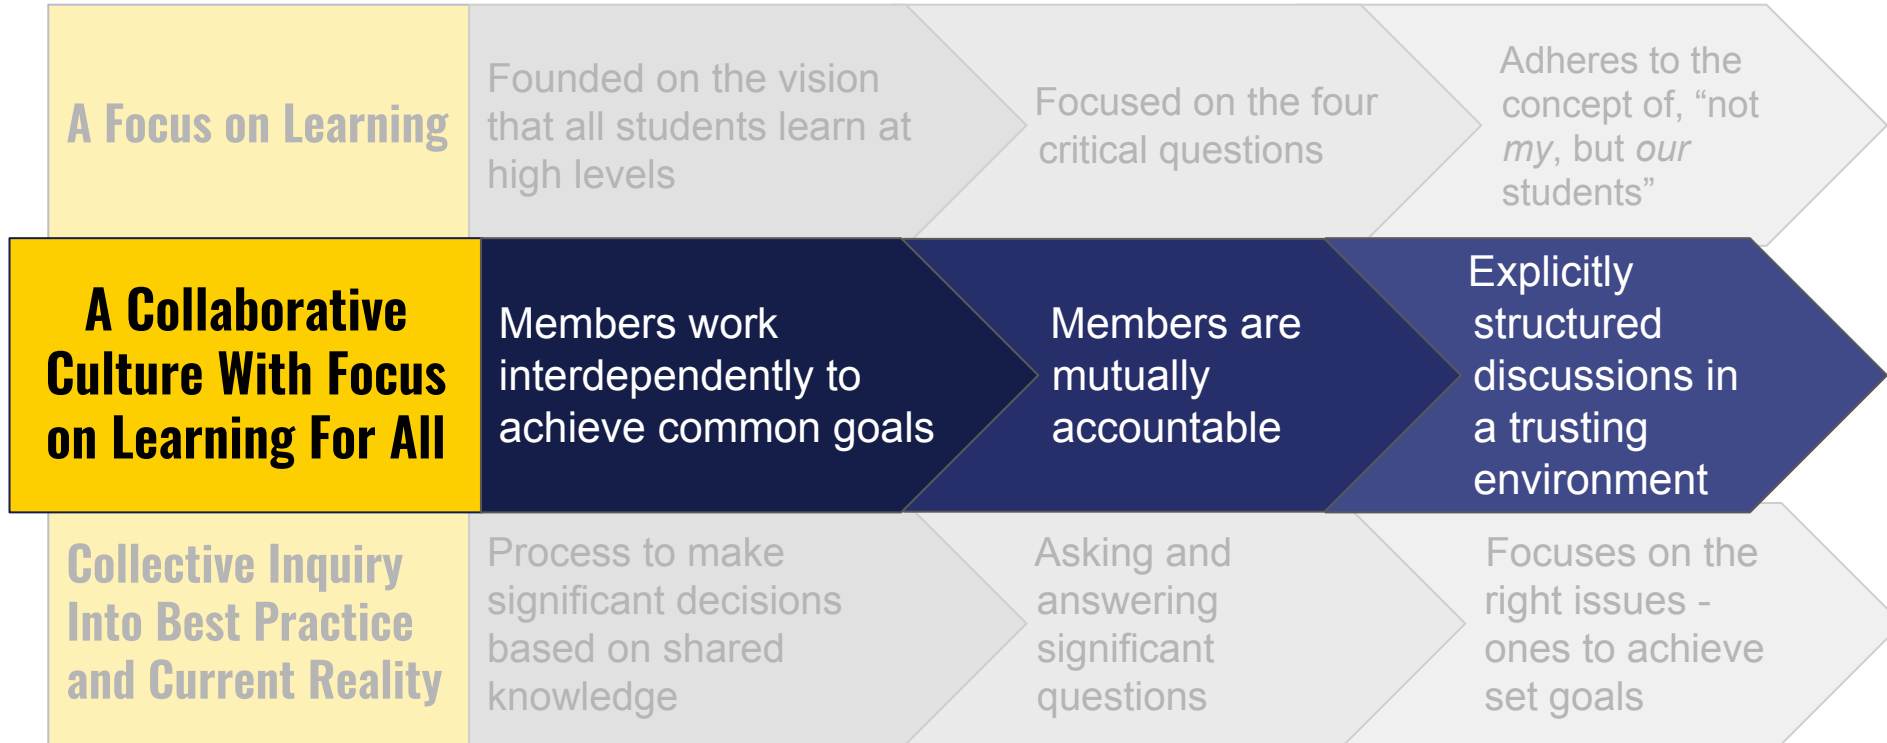 A Focus on Learning
Founded on the vision
that all students learn at
high levels
Focused on the four
critical questions
Adheres to the
concept of, “not
my, but our
students”
A Collaborative
Culture With Focus
on Learning For All
Members work
interdependently to
achieve common goals
Members are
mutually
accountable
Explicitly
structured
discussions in
a trusting
environment
Collective Inquiry
Into Best Practice
and Current Reality
Process to make
significant decisions
based on shared
knowledge
Asking and
answering
significant
questions
Focuses on the
right issues -
ones to achieve
set goals